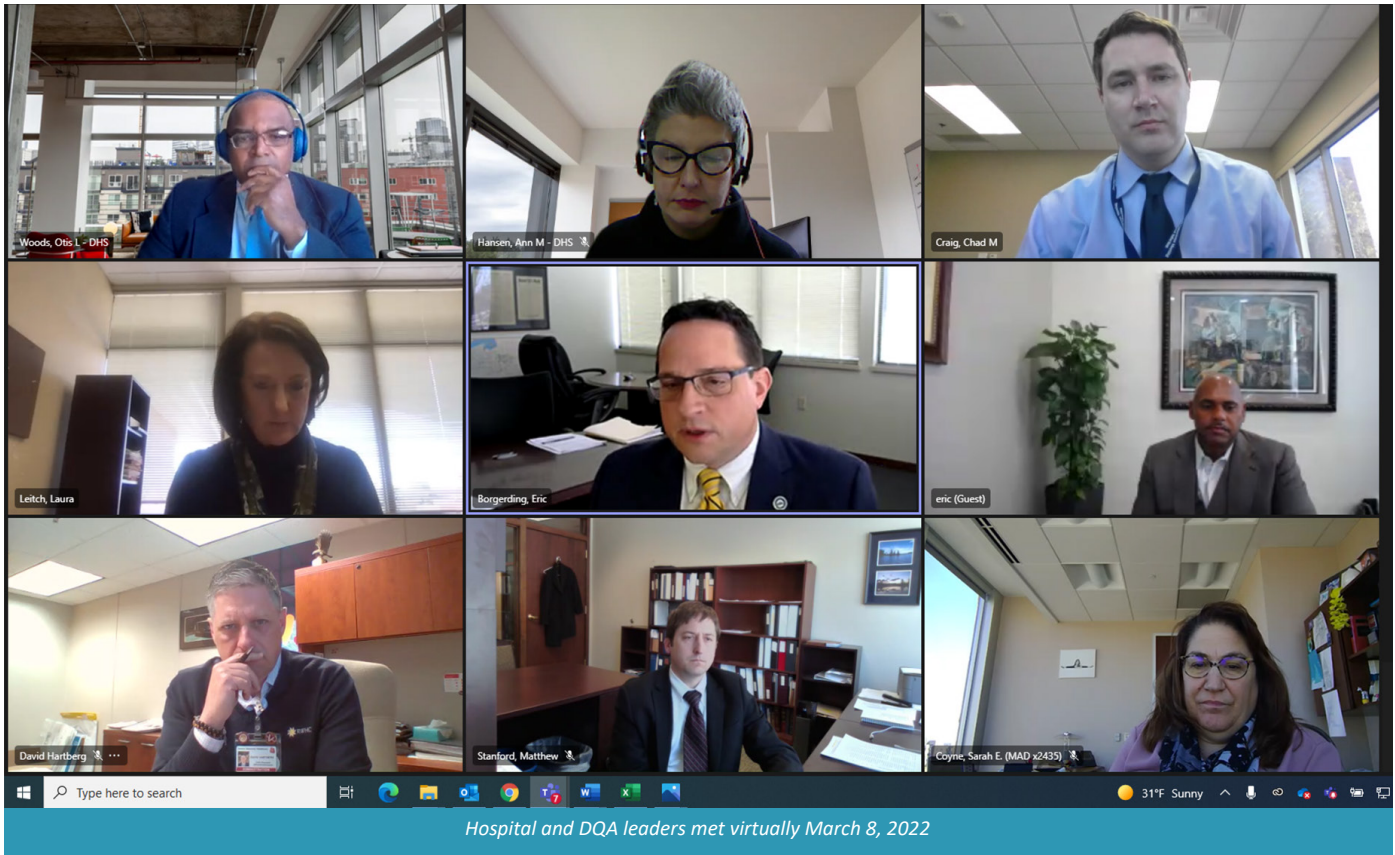 Woods, Otis L - DHS
Hansen, Ann M - DHS
Craig, Chad M
Leitch, Laura
Borgerding, Eric
eric (Guest)
David Hartberg
Stanford, Matthew
Coyne, Sarah E. (MAD x2435)
Type here to search
7
31°F Sunny
Hospital and DQA leaders met virtually March 8, 2022